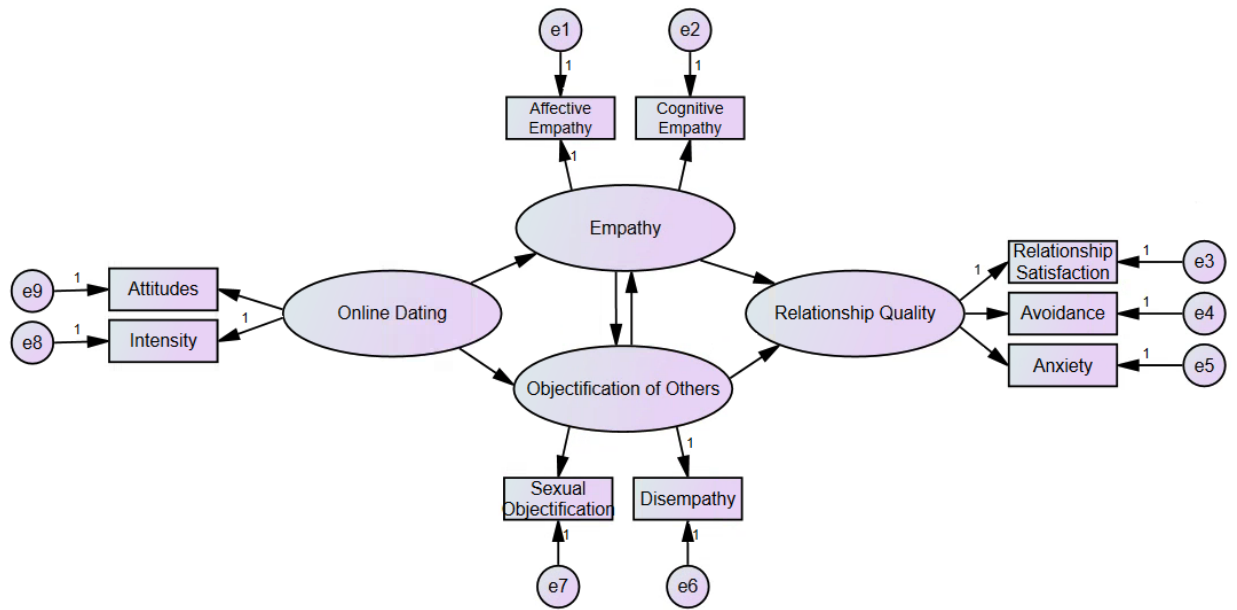 e1
e2
1
1
Affective
Empathy
Cognitive
Empathy
1
Empathy
Relationship
Satisfaction
1
1
e3
e9
1
Attitudes
Online Dating
Relationship Quality
Avoidance
1
e4
e8
1
Intensity
1
Anxiety
1
e5
Objectification of Others
1
Sexual
Objectification
Disempathy
1
1
e7
e6